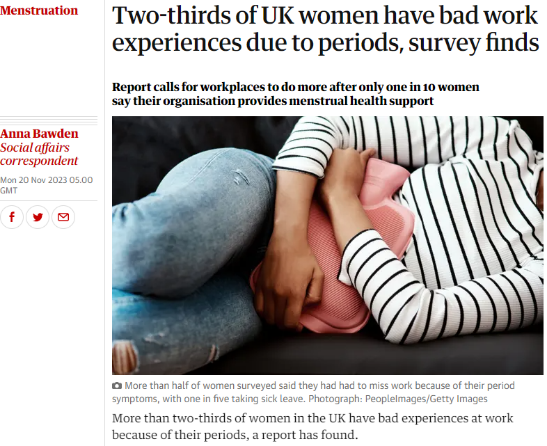 Menstruation
Two-thirds of UK women have bad work
experiences due to periods, survey finds
Report calls for workplaces to do more after only one in 10 women
say their organisation provides menstrual health support
Anna Bawden
Social affairs
correspondent
Mon 20 Nov 2023 05.00
GMT
More than half of women surveyed said they had had to miss work because of their period
symptoms, with one in five taking sick leave. Photograph: PeopleImages/Getty Images
More than two-thirds of women in the UK have bad experiences at work
because of their periods, a report has found.